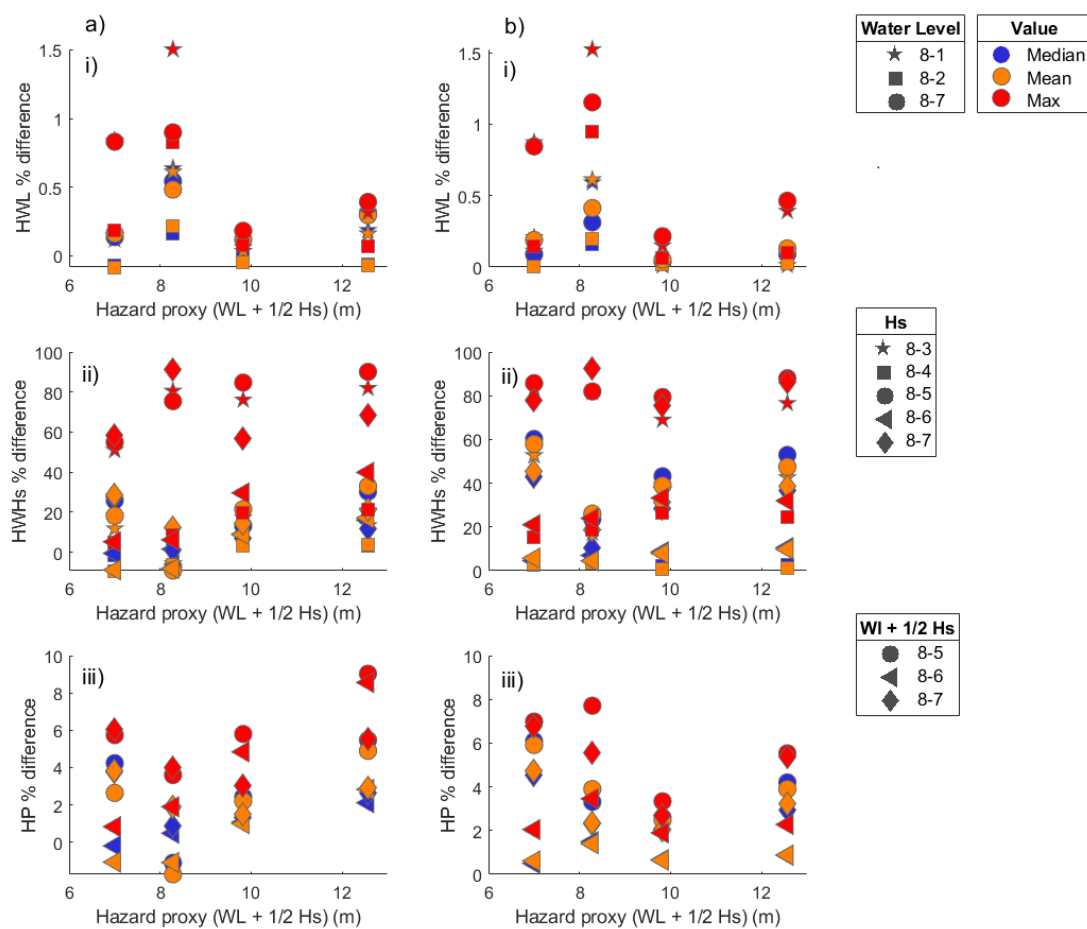 a)
i)
HWL % difference
1.5
1
0.5
0
6 8 10 12
Hazard proxy (WL + 1/2 Hs) (m)
b)
i)
HWL % difference
1.5
1
0.5
0
6 8 10 12
Hazard proxy (WL + 1/2 Hs) (m)
Water Level
8-1
8-2
8-7
Value
Median
Mean
Max
ii)
HWHs % difference
100
80
60
40
20
0
6 8 10 12
Hazard proxy (WL + 1/2 Hs) (m)
ii)
HWHs % difference
100
80
60
40
20
0
6 8 10 12
Hazard proxy (WL + 1/2 Hs) (m)
Hs
8-3
8-4
8-5
8-6
8-7
iii)
HP % difference
10
8
6
4
2
0
6 8 10 12
Hazard proxy (WL + 1/2 Hs) (m)
iii)
HP % difference
10
8
6
4
2
0
6 8 10 12
Hazard proxy (WL + 1/2 Hs) (m)
Wl + 1/2 Hs
8-5
8-6
8-7